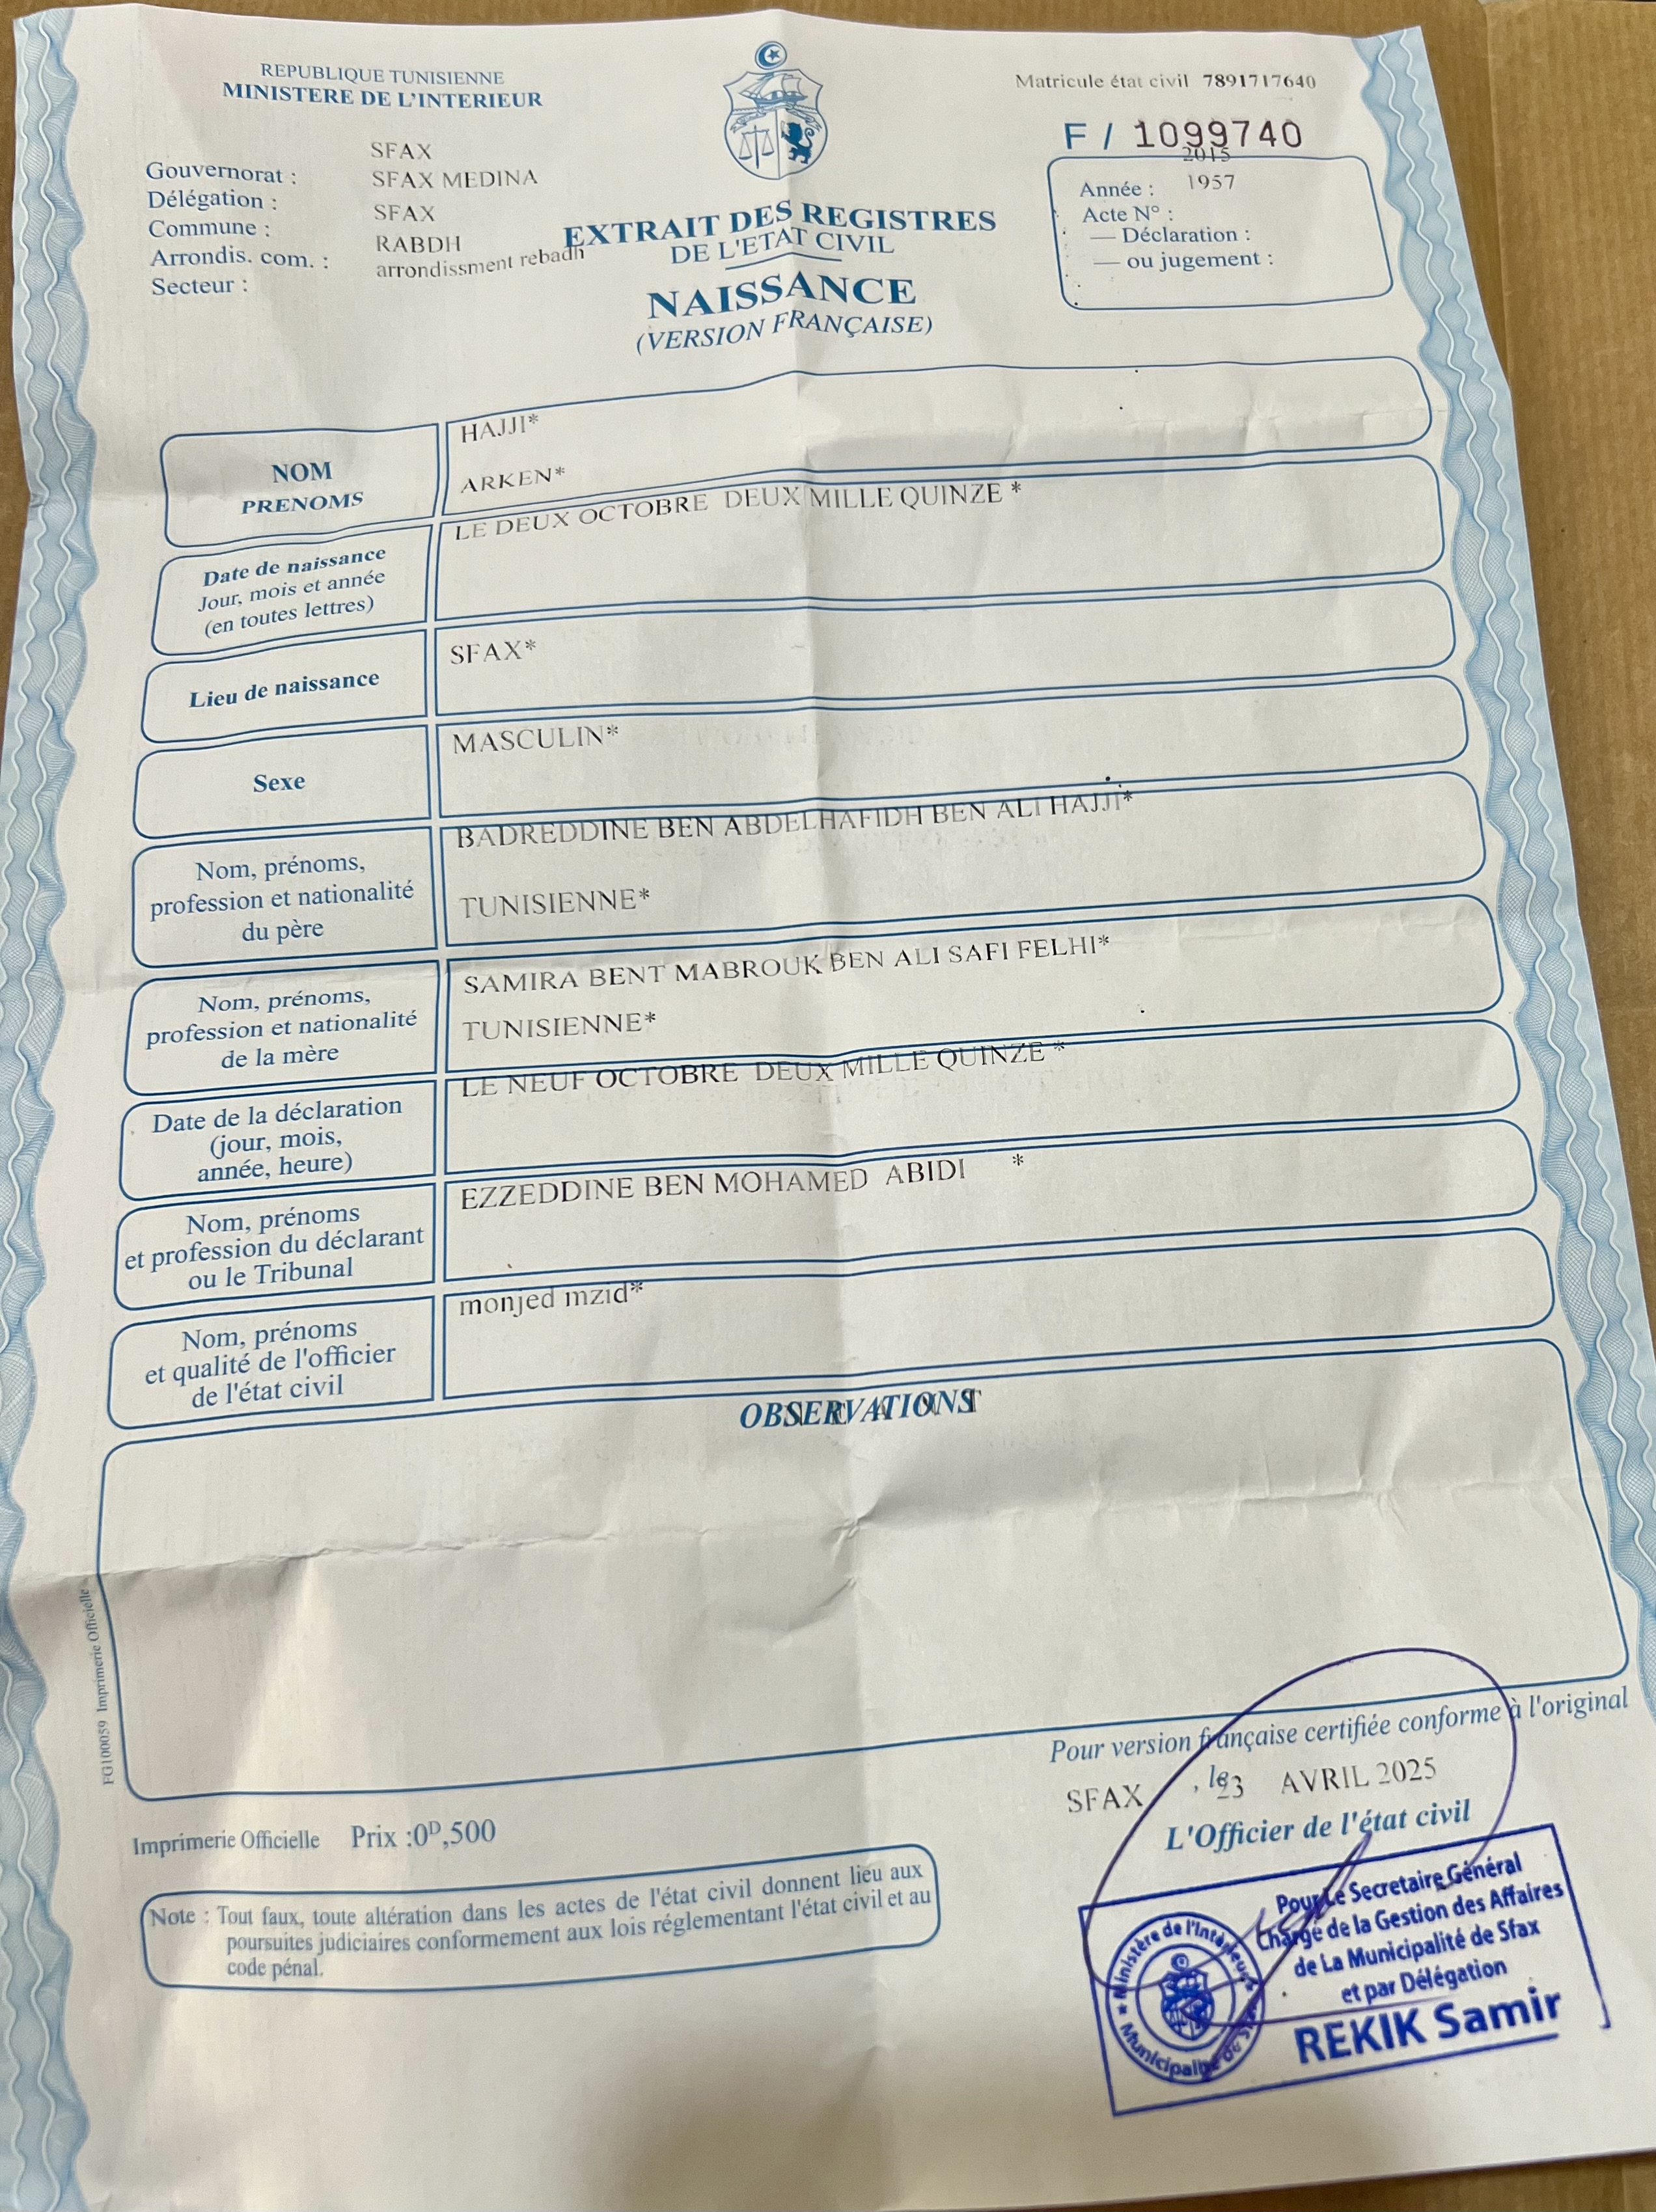 REPUBLIQUE TUNISIENNE
MINISTERE DE L'INTERIEUR
Matricule état civil 7891717640
F / 1099740
Gouvernorat : SFAX
Délégation : SFAX MEDINA
Commune : SFAX
Arrondis. com. : RABDH
Secteur : arrondissment rebadh
EXTRAIT DES REGISTRES
DE L'ETAT CIVIL
NAISSANCE
(VERSION FRANÇAISE)
2015
Année : 1957
Acte N° :
— Déclaration :
— ou jugement :
NOM
PRENOMS
HAJJI*
ARKEN*
Date de naissance
Jour, mois et année
(en toutes lettres)
LE DEUX OCTOBRE DEUX MILLE QUINZE *
Lieu de naissance
SFAX*
Sexe
MASCULIN*
Nom, prénoms,
profession et nationalité
du père
BADREDDINE BEN ABDELHAFIDH BEN ALI HAJJI*
TUNISIENNE*
Nom, prénoms,
profession et nationalité
de la mère
SAMIRA BENT MABROUK BEN ALI SAFI FELHI*
TUNISIENNE*
Date de la déclaration
(jour, mois,
année, heure)
LE NEUF OCTOBRE DEUX MILLE QUINZE *
Nom, prénoms
et profession du déclarant
ou le Tribunal
EZZEDDINE BEN MOHAMED ABIDI *
Nom, prénoms
et qualité de l'officier
de l'état civil
monjed mzid*
OBSERVATIONS
FG100059 Imprimerie Officielle
Pour version française certifiée conforme à l'original
SFAX , le 23 AVRIL 2025
L'Officier de l'état civil
Imprimerie Officielle Prix :0D,500
Note : Tout faux, toute altération dans les actes de l'état civil donnent lieu aux
poursuites judiciaires conformement aux lois réglementant l'état civil et au
code pénal.
Pour Le Secretaire Général
Chargé de la Gestion des Affaires
de La Municipalité de Sfax
et par Délégation
REKIK Samir
Ministère de l'Intérieur
Municipalité de Sfax